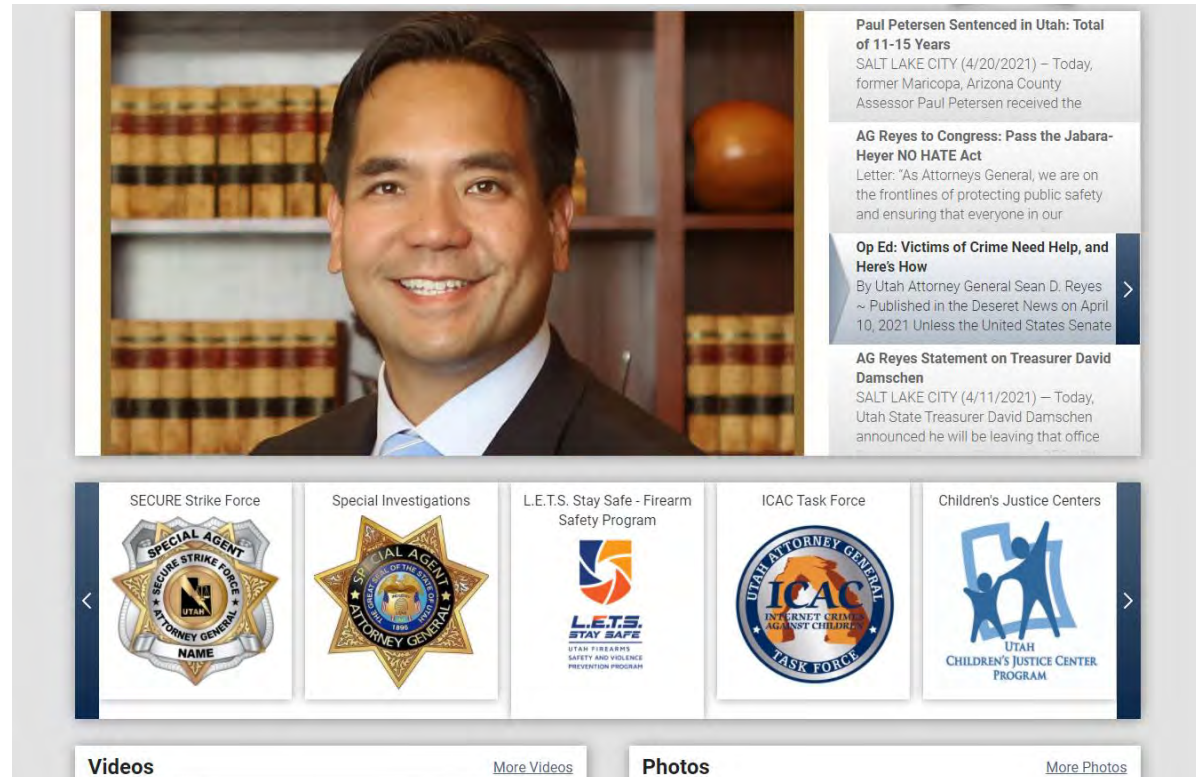 Paul Petersen Sentenced in Utah: Total
of 11-15 Years
SALT LAKE CITY (4/20/2021) – Today,
former Maricopa, Arizona County
Assessor Paul Petersen received the
AG Reyes to Congress: Pass the Jabara-
Heyer NO HATE Act
Letter: “As Attorneys General, we are on
the frontlines of protecting public safety
and ensuring that everyone in our
Op Ed: Victims of Crime Need Help, and
Here's How
By Utah Attorney General Sean D. Reyes
~ Published in the Deseret News on April
10, 2021 Unless the United States Senate
AG Reyes Statement on Treasurer David
Damschen
SALT LAKE CITY (4/11/2021) — Today,
Utah State Treasurer David Damschen
announced he will be leaving that office
SECURE Strike Force
SPECIAL AGENT
SECURE STRIKE FORCE
UTAH
ATTORNEY GENERAL
NAME
Special Investigations
SPECIAL AGENT
THE GREAT SEAL OF THE STATE OF UTAH
1896
ATTORNEY GENERAL
L.E.T.S. Stay Safe - Firearm
Safety Program
L.E.T.S.
STAY SAFE
UTAH FIREARMS
SAFETY AND VIOLENCE
PREVENTION PROGRAM
ICAC Task Force
UTAH ATTORNEY GENERAL
ICAC
INTERNET CRIMES
AGAINST CHILDREN
TASK FORCE
Children's Justice Centers
UTAH
CHILDREN'S JUSTICE CENTER
PROGRAM
Videos
More Videos
Photos
More Photos